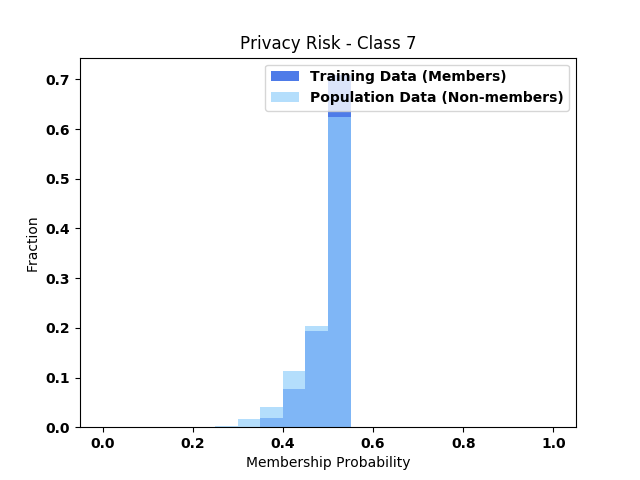 Privacy Risk - Class 7
Training Data (Members)
Population Data (Non-members)
0.7
0.6
0.5
0.4
0.3
0.2
0.1
0.0
Fraction
0.0 0.2 0.4 0.6 0.8 1.0
Membership Probability